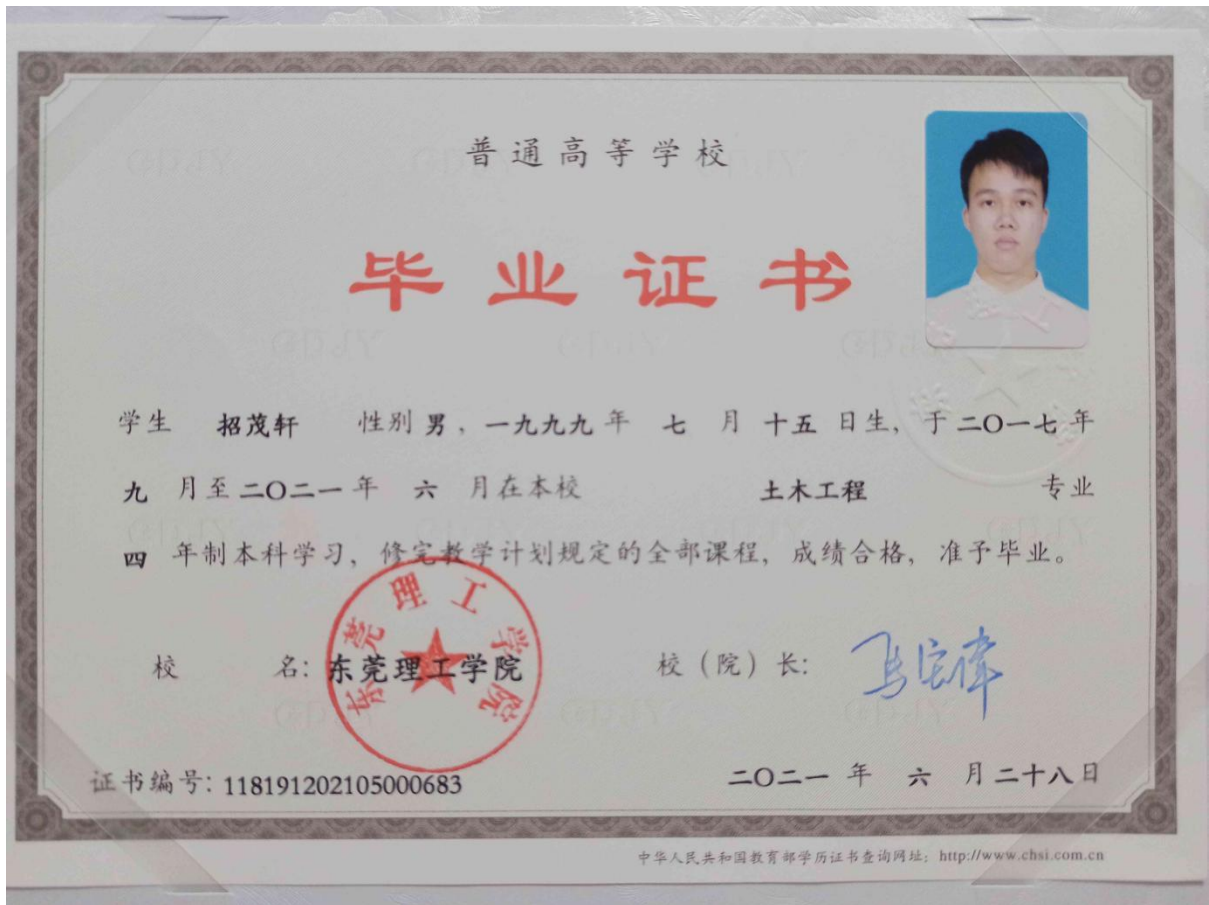 普通高等学校
毕业证书
学生 招茂轩 性别 男，一九九九年 七 月 十五 日生，于二〇一七年
九 月至二〇二一年 六 月在本校 土木工程 专业
四 年制本科学习，修完教学计划规定的全部课程，成绩合格，准予毕业。
校 名：东莞理工学院 校（院）长：
东莞理工学院
证书编号：118191202105000683 二〇二一 年 六 月二十八日
中华人民共和国教育部学历证书查询网址：http://www.chsi.com.cn